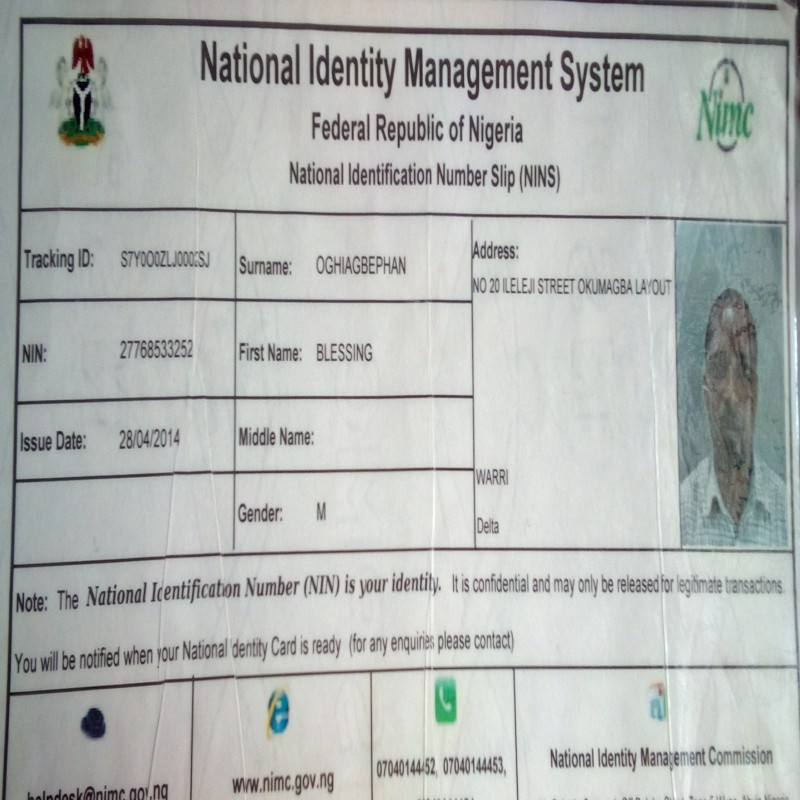 National Identity Management System
Federal Republic of Nigeria
National Identification Number Slip (NINS)
Nimc
Tracking ID:
Surname: OGHIAGBEPHAN
Address:
NO 20 ILELEJI STREET OKUMAGBA LAYOUT
NIN: 27768533252
First Name: BLESSING
Issue Date: 28/04/2014
Middle Name:
WARRI
Gender: M
Delta
Note: The National Identification Number (NIN) is your identity. It is confidential and may only be released for legitimate transactions.
You will be notified when your National Identity Card is ready (for any enquiries please contact)
helpdesk@nimc.gov.ng
www.nimc.gov.ng
07040144452, 07040144453,
National Identity Management Commission